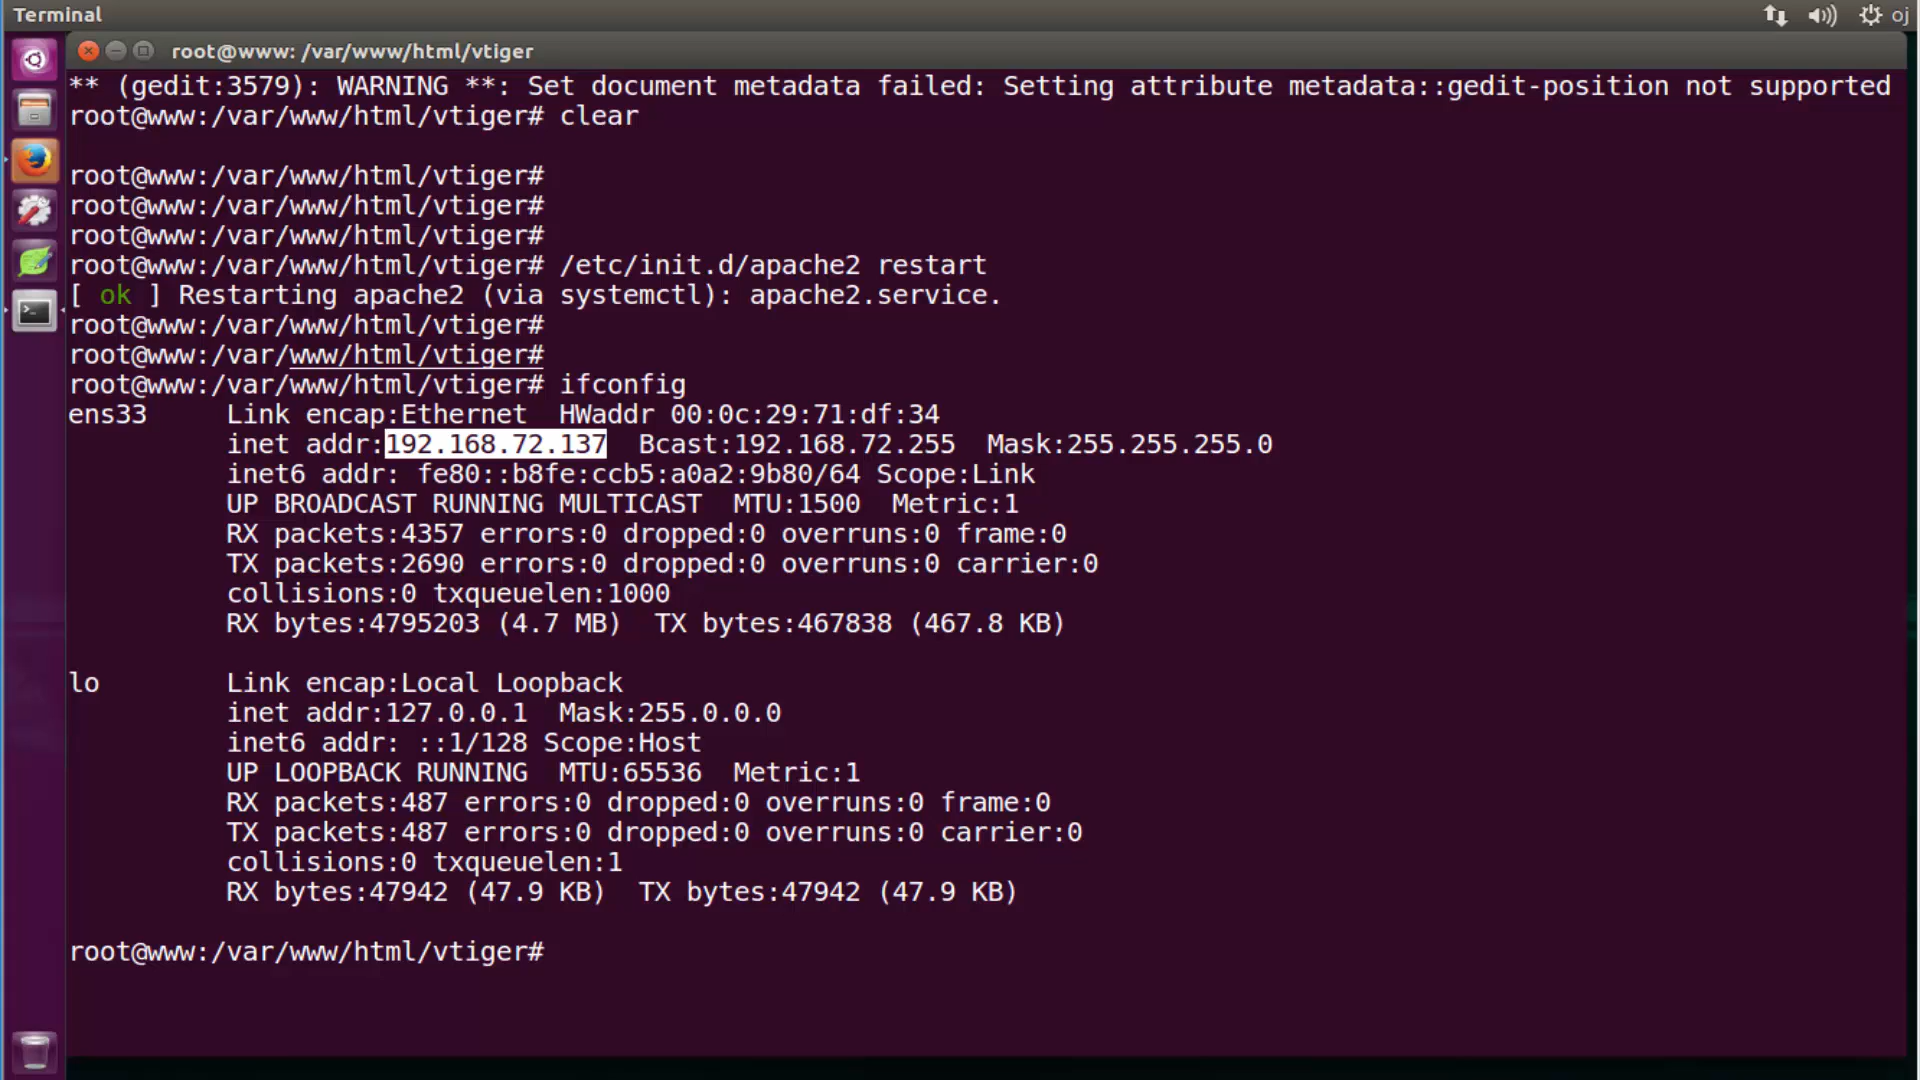 Terminal
oj
root@www: /var/www/html/vtiger
** (gedit:3579): WARNING **: Set document metadata failed: Setting attribute metadata::gedit-position not supported
root@www:/var/www/html/vtiger# clear
root@www:/var/www/html/vtiger#
root@www:/var/www/html/vtiger#
root@www:/var/www/html/vtiger#
root@www:/var/www/html/vtiger# /etc/init.d/apache2 restart
[ ok ] Restarting apache2 (via systemctl): apache2.service.
root@www:/var/www/html/vtiger#
root@www:/var/www/html/vtiger#
root@www:/var/www/html/vtiger# ifconfig
ens33     Link encap:Ethernet  HWaddr 00:0c:29:71:df:34
          inet addr:192.168.72.137  Bcast:192.168.72.255  Mask:255.255.255.0
          inet6 addr: fe80::b8fe:ccb5:a0a2:9b80/64 Scope:Link
          UP BROADCAST RUNNING MULTICAST  MTU:1500  Metric:1
          RX packets:4357 errors:0 dropped:0 overruns:0 frame:0
          TX packets:2690 errors:0 dropped:0 overruns:0 carrier:0
          collisions:0 txqueuelen:1000
          RX bytes:4795203 (4.7 MB)  TX bytes:467838 (467.8 KB)
lo        Link encap:Local Loopback
          inet addr:127.0.0.1  Mask:255.0.0.0
          inet6 addr: ::1/128 Scope:Host
          UP LOOPBACK RUNNING  MTU:65536  Metric:1
          RX packets:487 errors:0 dropped:0 overruns:0 frame:0
          TX packets:487 errors:0 dropped:0 overruns:0 carrier:0
          collisions:0 txqueuelen:1
          RX bytes:47942 (47.9 KB)  TX bytes:47942 (47.9 KB)
root@www:/var/www/html/vtiger#